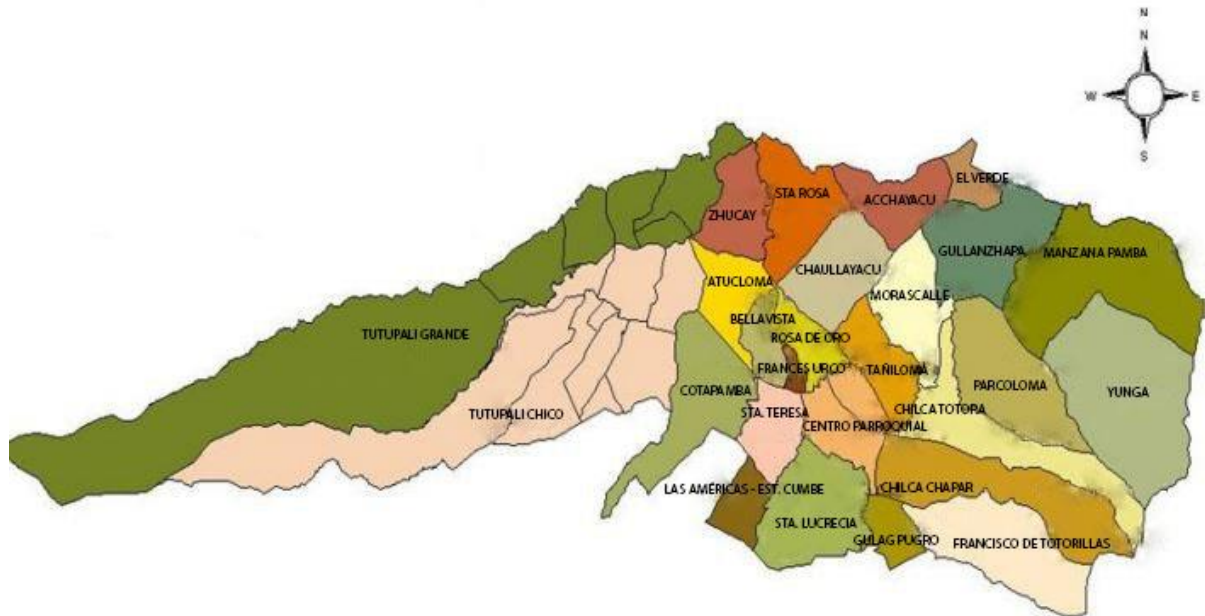 N
N
W
E
S
EL VERDE
STA ROSA
ACCHAYACU
ZHUCAY
GULLANZHAPA
MANZANA PAMBA
CHAULLAYACU
ATUCLOMA
MORASCALLE
BELLAVISTA
TUTUPALI GRANDE
ROSA DE ORO
FRANCES URCO
TAÑILOMA
COTAPAMBA
PARCOLOMA
YUNGA
TUTUPALI CHICO
STA. TERESA
CHILCATOTORA
CENTRO PARROQUIAL
LAS AMÉRICAS - EST. CUMBE
CHILCA CHAPAR
STA. LUCRECIA
GULAG PUGRO
FRANCISCO DE TOTORILLAS